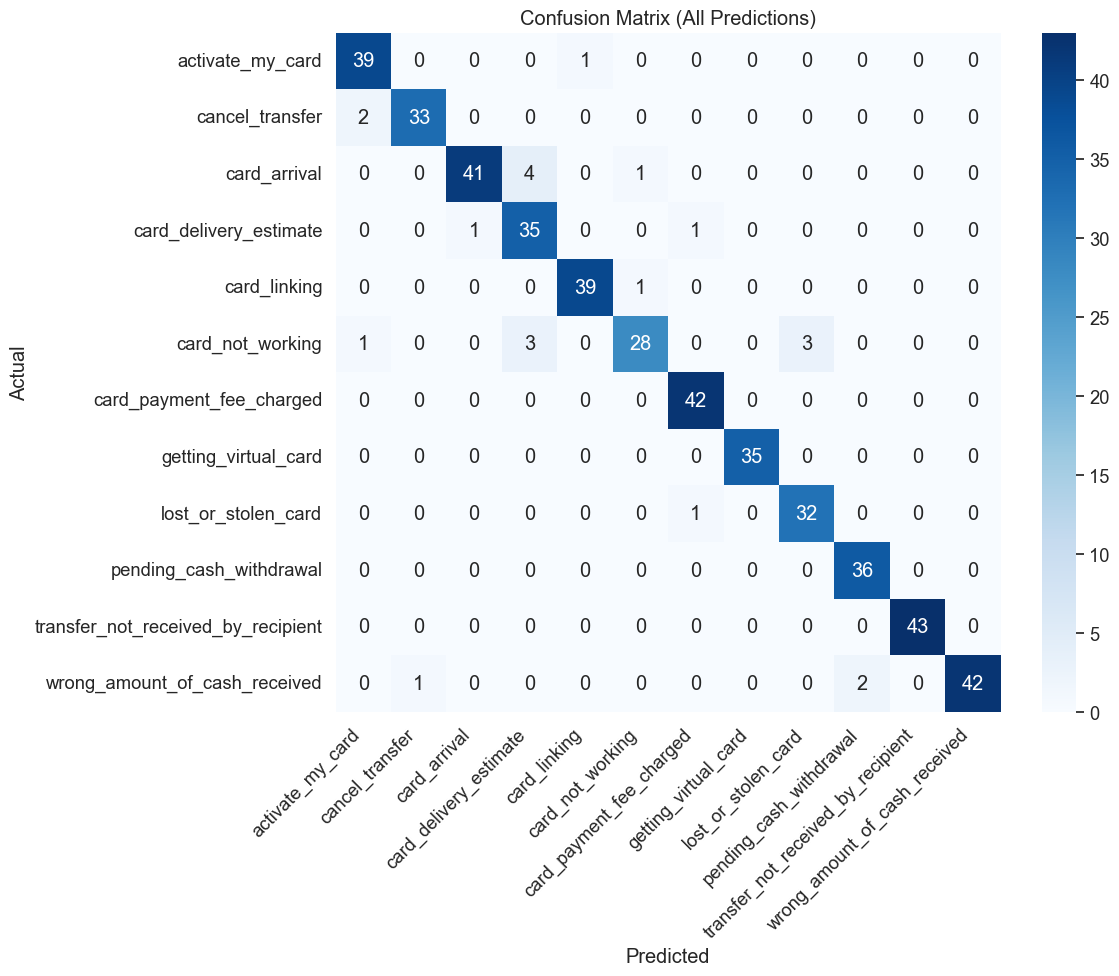 Confusion Matrix (All Predictions)
activate_my_card 39 0 0 0 1 0 0 0 0 0 0 0
cancel_transfer 2 33 0 0 0 0 0 0 0 0 0 0
card_arrival 0 0 41 4 0 1 0 0 0 0 0 0
card_delivery_estimate 0 0 1 35 0 0 1 0 0 0 0 0
card_linking 0 0 0 0 39 1 0 0 0 0 0 0
card_not_working 1 0 0 3 0 28 0 0 3 0 0 0
card_payment_fee_charged 0 0 0 0 0 0 42 0 0 0 0 0
getting_virtual_card 0 0 0 0 0 0 0 35 0 0 0 0
lost_or_stolen_card 0 0 0 0 0 0 1 0 32 0 0 0
pending_cash_withdrawal 0 0 0 0 0 0 0 0 0 36 0 0
transfer_not_received_by_recipient 0 0 0 0 0 0 0 0 0 0 43 0
wrong_amount_of_cash_received 0 1 0 0 0 0 0 0 0 2 0 42
Actual
activate_my_card
cancel_transfer
card_arrival
card_delivery_estimate
card_linking
card_not_working
card_payment_fee_charged
getting_virtual_card
lost_or_stolen_card
pending_cash_withdrawal
transfer_not_received_by_recipient
wrong_amount_of_cash_received
Predicted
40
35
30
25
20
15
10
5
0